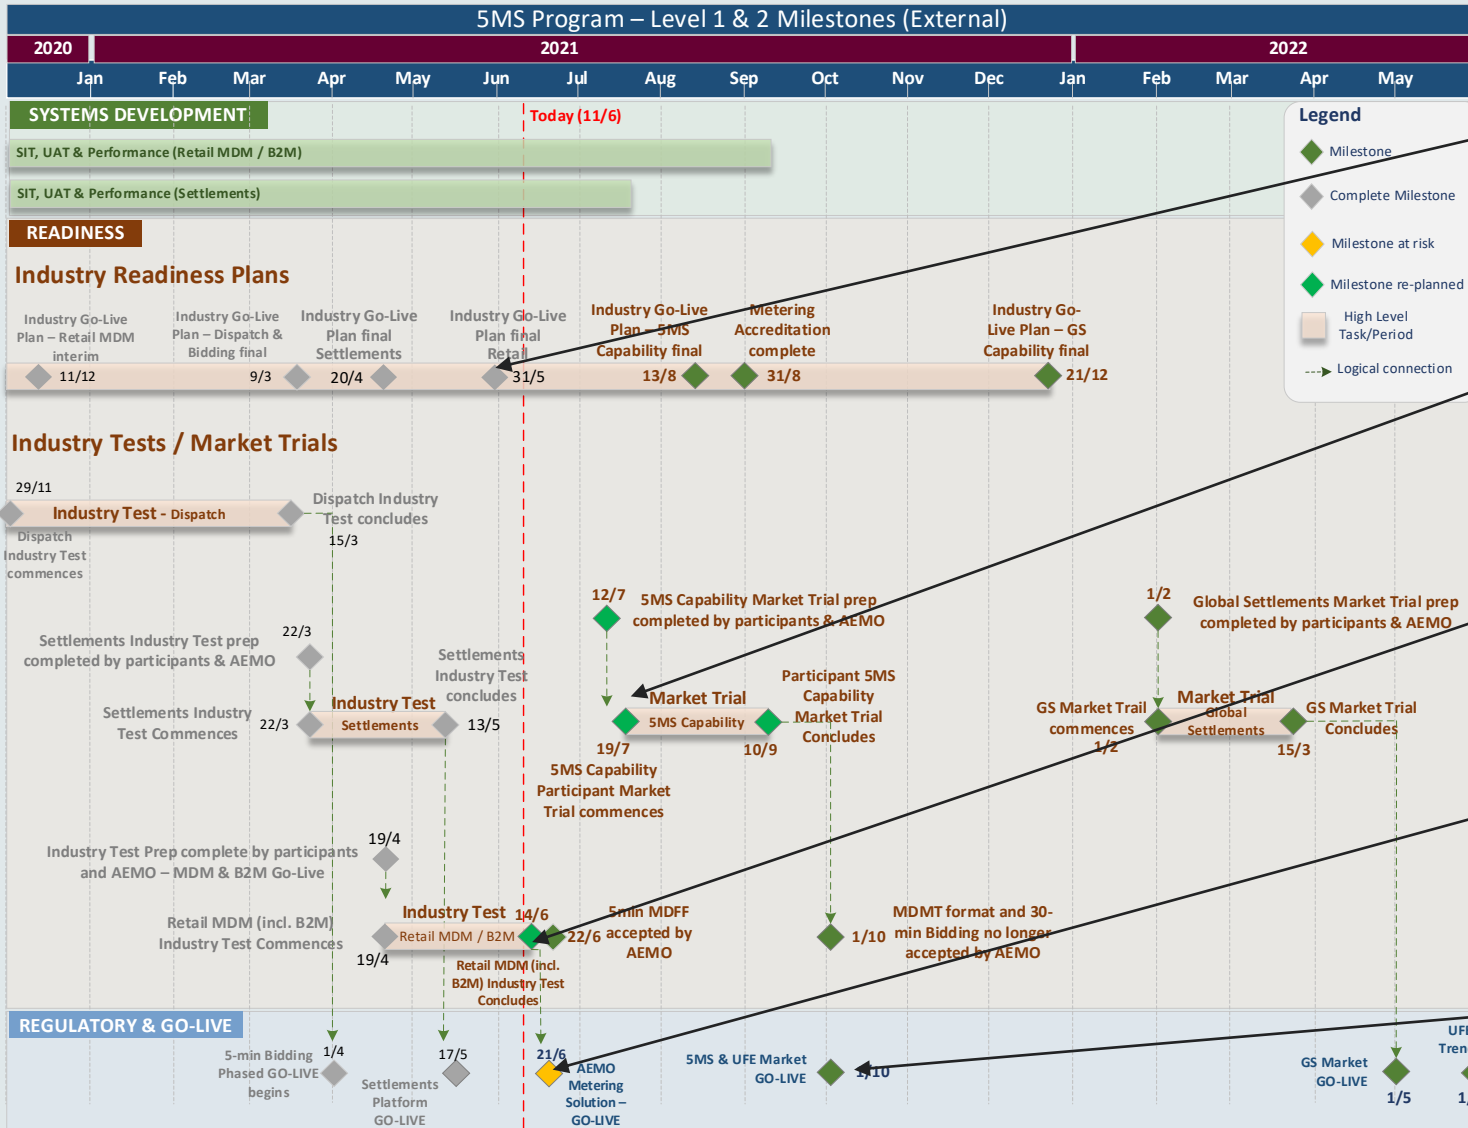 5MS Program – Level 1 & 2 Milestones (External)
2020 2021 2022
Jan Feb Mar Apr May Jun Jul Aug Sep Oct Nov Dec Jan Feb Mar Apr May
SYSTEMS DEVELOPMENT
Today (11/6)
SIT, UAT & Performance (Retail MDM / B2M)
SIT, UAT & Performance (Settlements)
Legend
Milestone
Complete Milestone
Milestone at risk
Milestone re-planned
High Level
Task/Period
Logical connection
READINESS
Industry Readiness Plans
Industry Go-Live
Plan – Retail MDM
interim
11/12
Industry Go-Live
Plan – Dispatch &
Bidding final
9/3
Industry Go-Live
Plan final
Settlements
20/4
Industry Go-Live
Plan final
Retail
31/5
Industry Go-Live
Plan – 5MS
Capability final
13/8
Metering
Accreditation
complete
31/8
Industry Go-
Live Plan – GS
Capability final
21/12
Industry Tests / Market Trials
29/11
Industry Test - Dispatch
Dispatch
Industry Test
commences
Dispatch Industry
Test concludes
15/3
12/7
5MS Capability Market Trial prep
completed by participants & AEMO
1/2
Global Settlements Market Trial prep
completed by participants & AEMO
22/3
Settlements Industry Test prep
completed by participants & AEMO
Settlements
Industry Test
concludes
Settlements Industry
Test Commences
22/3
Industry Test
Settlements
13/5
Market Trial
5MS Capability
19/7
5MS Capability
Participant Market
Trial commences
10/9
Participant 5MS
Capability
Market Trial
Concludes
GS Market Trail
commences
1/2
Market Trial
Global
Settlements
15/3
GS Market Trial
Concludes
19/4
Industry Test Prep complete by participants
and AEMO – MDM & B2M Go-Live
Retail MDM (incl. B2M)
Industry Test Commences
19/4
Industry Test
Retail MDM / B2M
14/6
Retail MDM (incl.
B2M) Industry Test
Concludes
22/6
5min MDFF
accepted by
AEMO
1/10
MDMT format and 30-
min Bidding no longer
accepted by AEMO
REGULATORY & GO-LIVE
5-min Bidding
Phased GO-LIVE
begins
1/4
17/5
Settlements
Platform
GO-LIVE
21/6
AEMO
Metering
Solution –
GO-LIVE
5MS & UFE Market
GO-LIVE
1/10
GS Market
GO-LIVE
1/5
UFE
Tren
1/